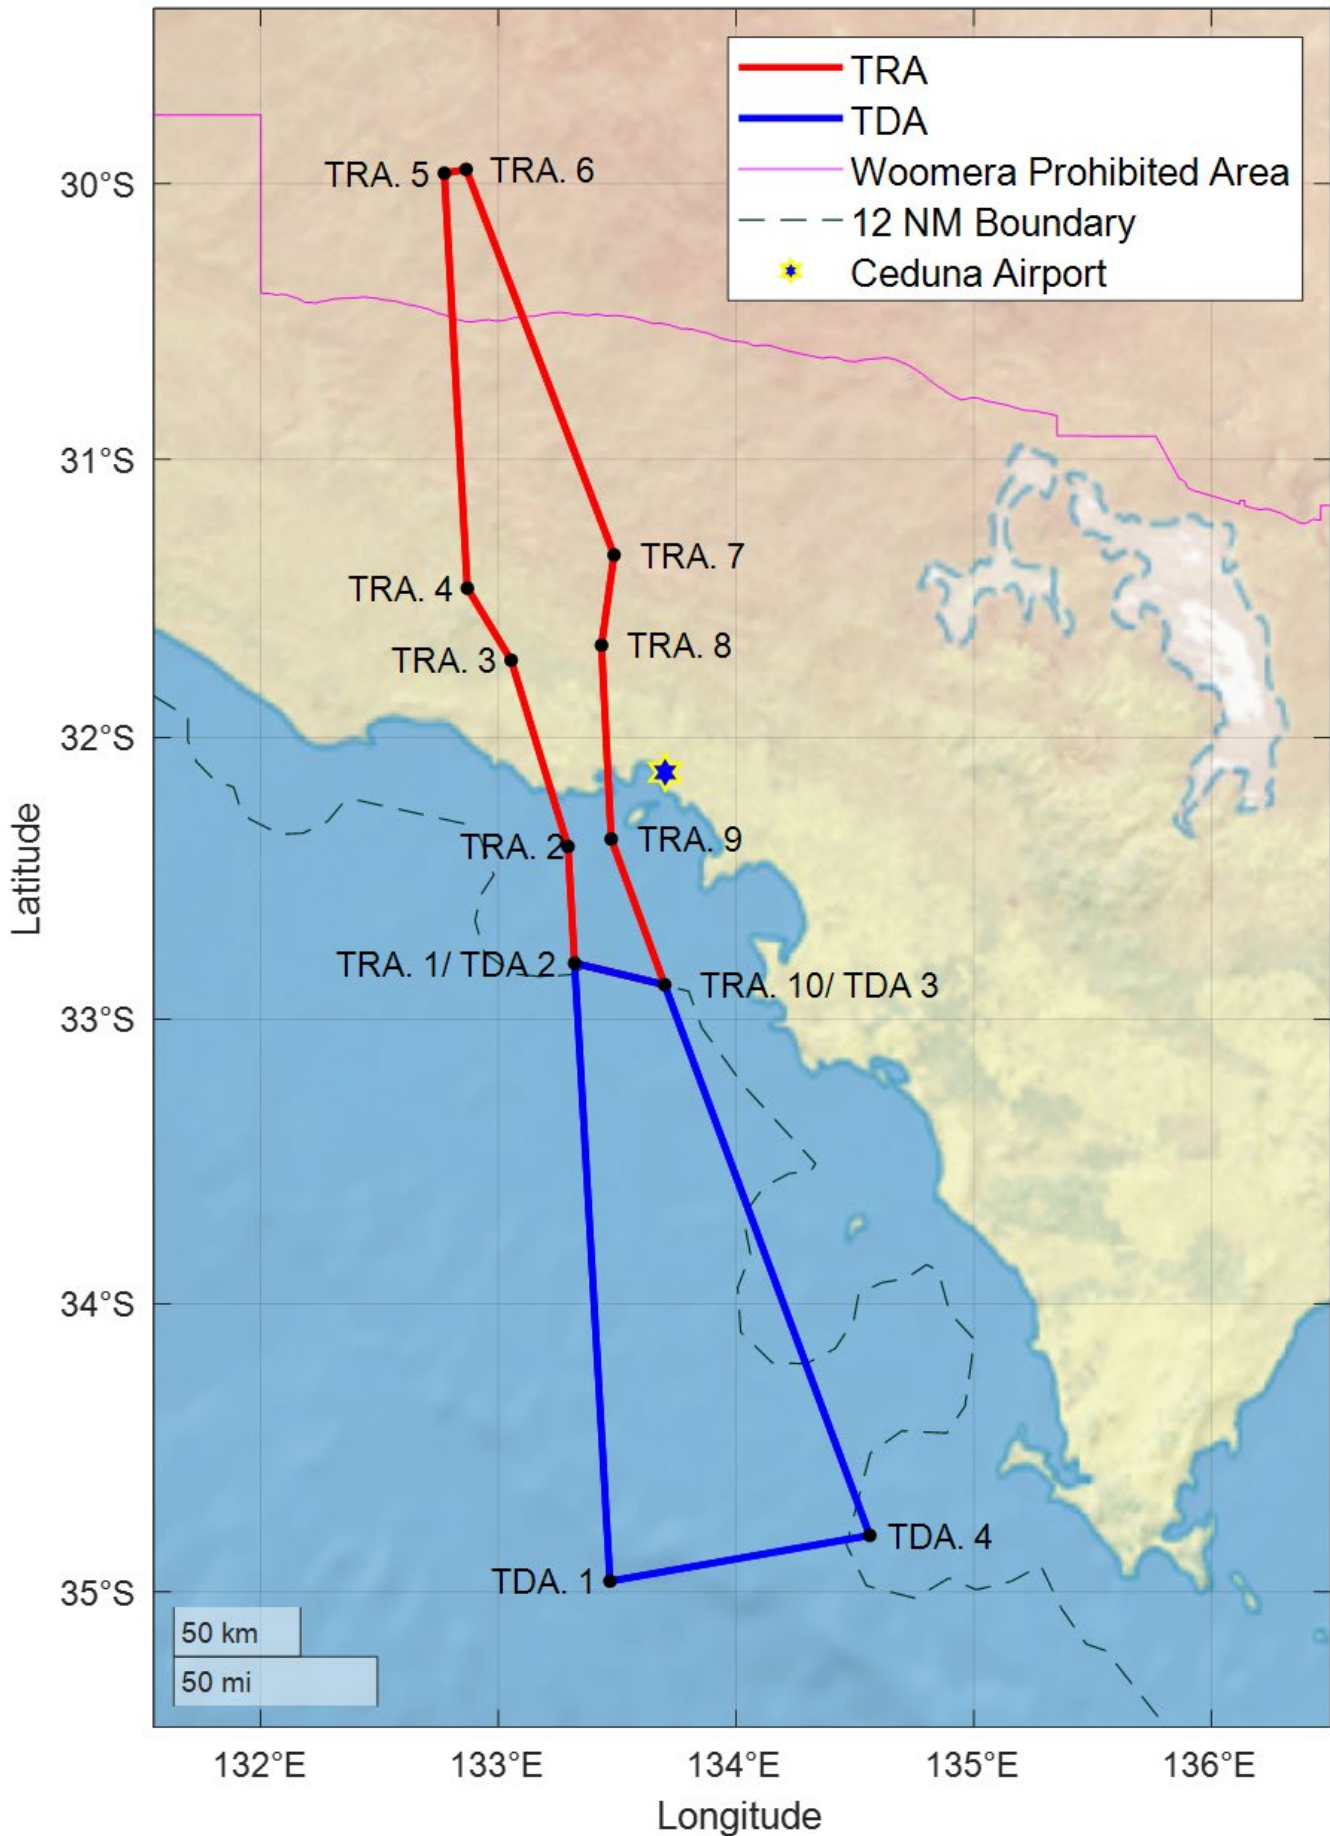 TRA
TDA
Woomera Prohibited Area
12 NM Boundary
Ceduna Airport
TRA. 5
TRA. 6
30°S
31°S
TRA. 7
TRA. 4
TRA. 8
TRA. 3
32°S
TRA. 9
TRA. 2
Latitude
TRA. 1/ TDA 2
TRA. 10/ TDA 3
33°S
34°S
TDA. 4
TDA. 1
35°S
50 km
50 mi
132°E
133°E
134°E
135°E
136°E
Longitude